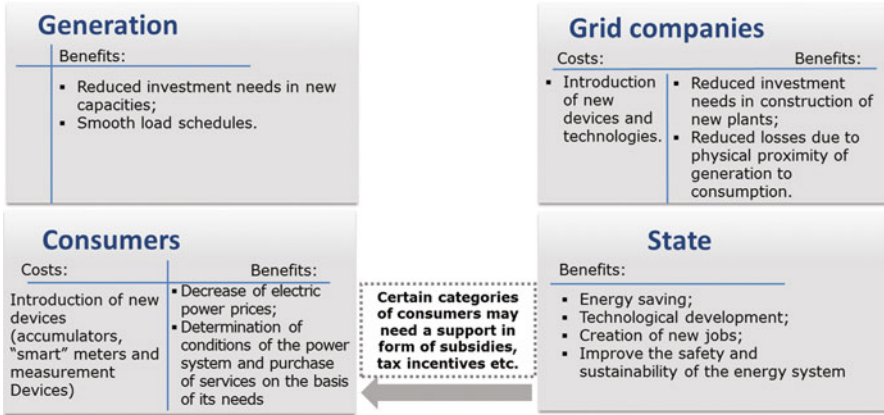 Generation
Benefits:
▪ Reduced investment needs in new
capacities;
▪ Smooth load schedules.
Grid companies
Costs:
Benefits:
▪ Introduction
of new
devices and
technologies.
▪ Reduced investment
needs in construction of
new plants;
▪ Reduced losses due to
physical proximity of
generation to
consumption.
Consumers
Costs:
Benefits:
Introduction of new
devices
(accumulators,
“smart” meters and
measurement
Devices)
▪ Decrease of electric
power prices;
▪ Determination of
conditions of the power
system and purchase
of services on the basis
of its needs
Certain categories
of consumers may
need a support in
form of subsidies,
tax incentives etc.
State
Benefits:
▪ Energy saving;
▪ Technological development;
▪ Creation of new jobs;
▪ Improve the safety and
sustainability of the energy system